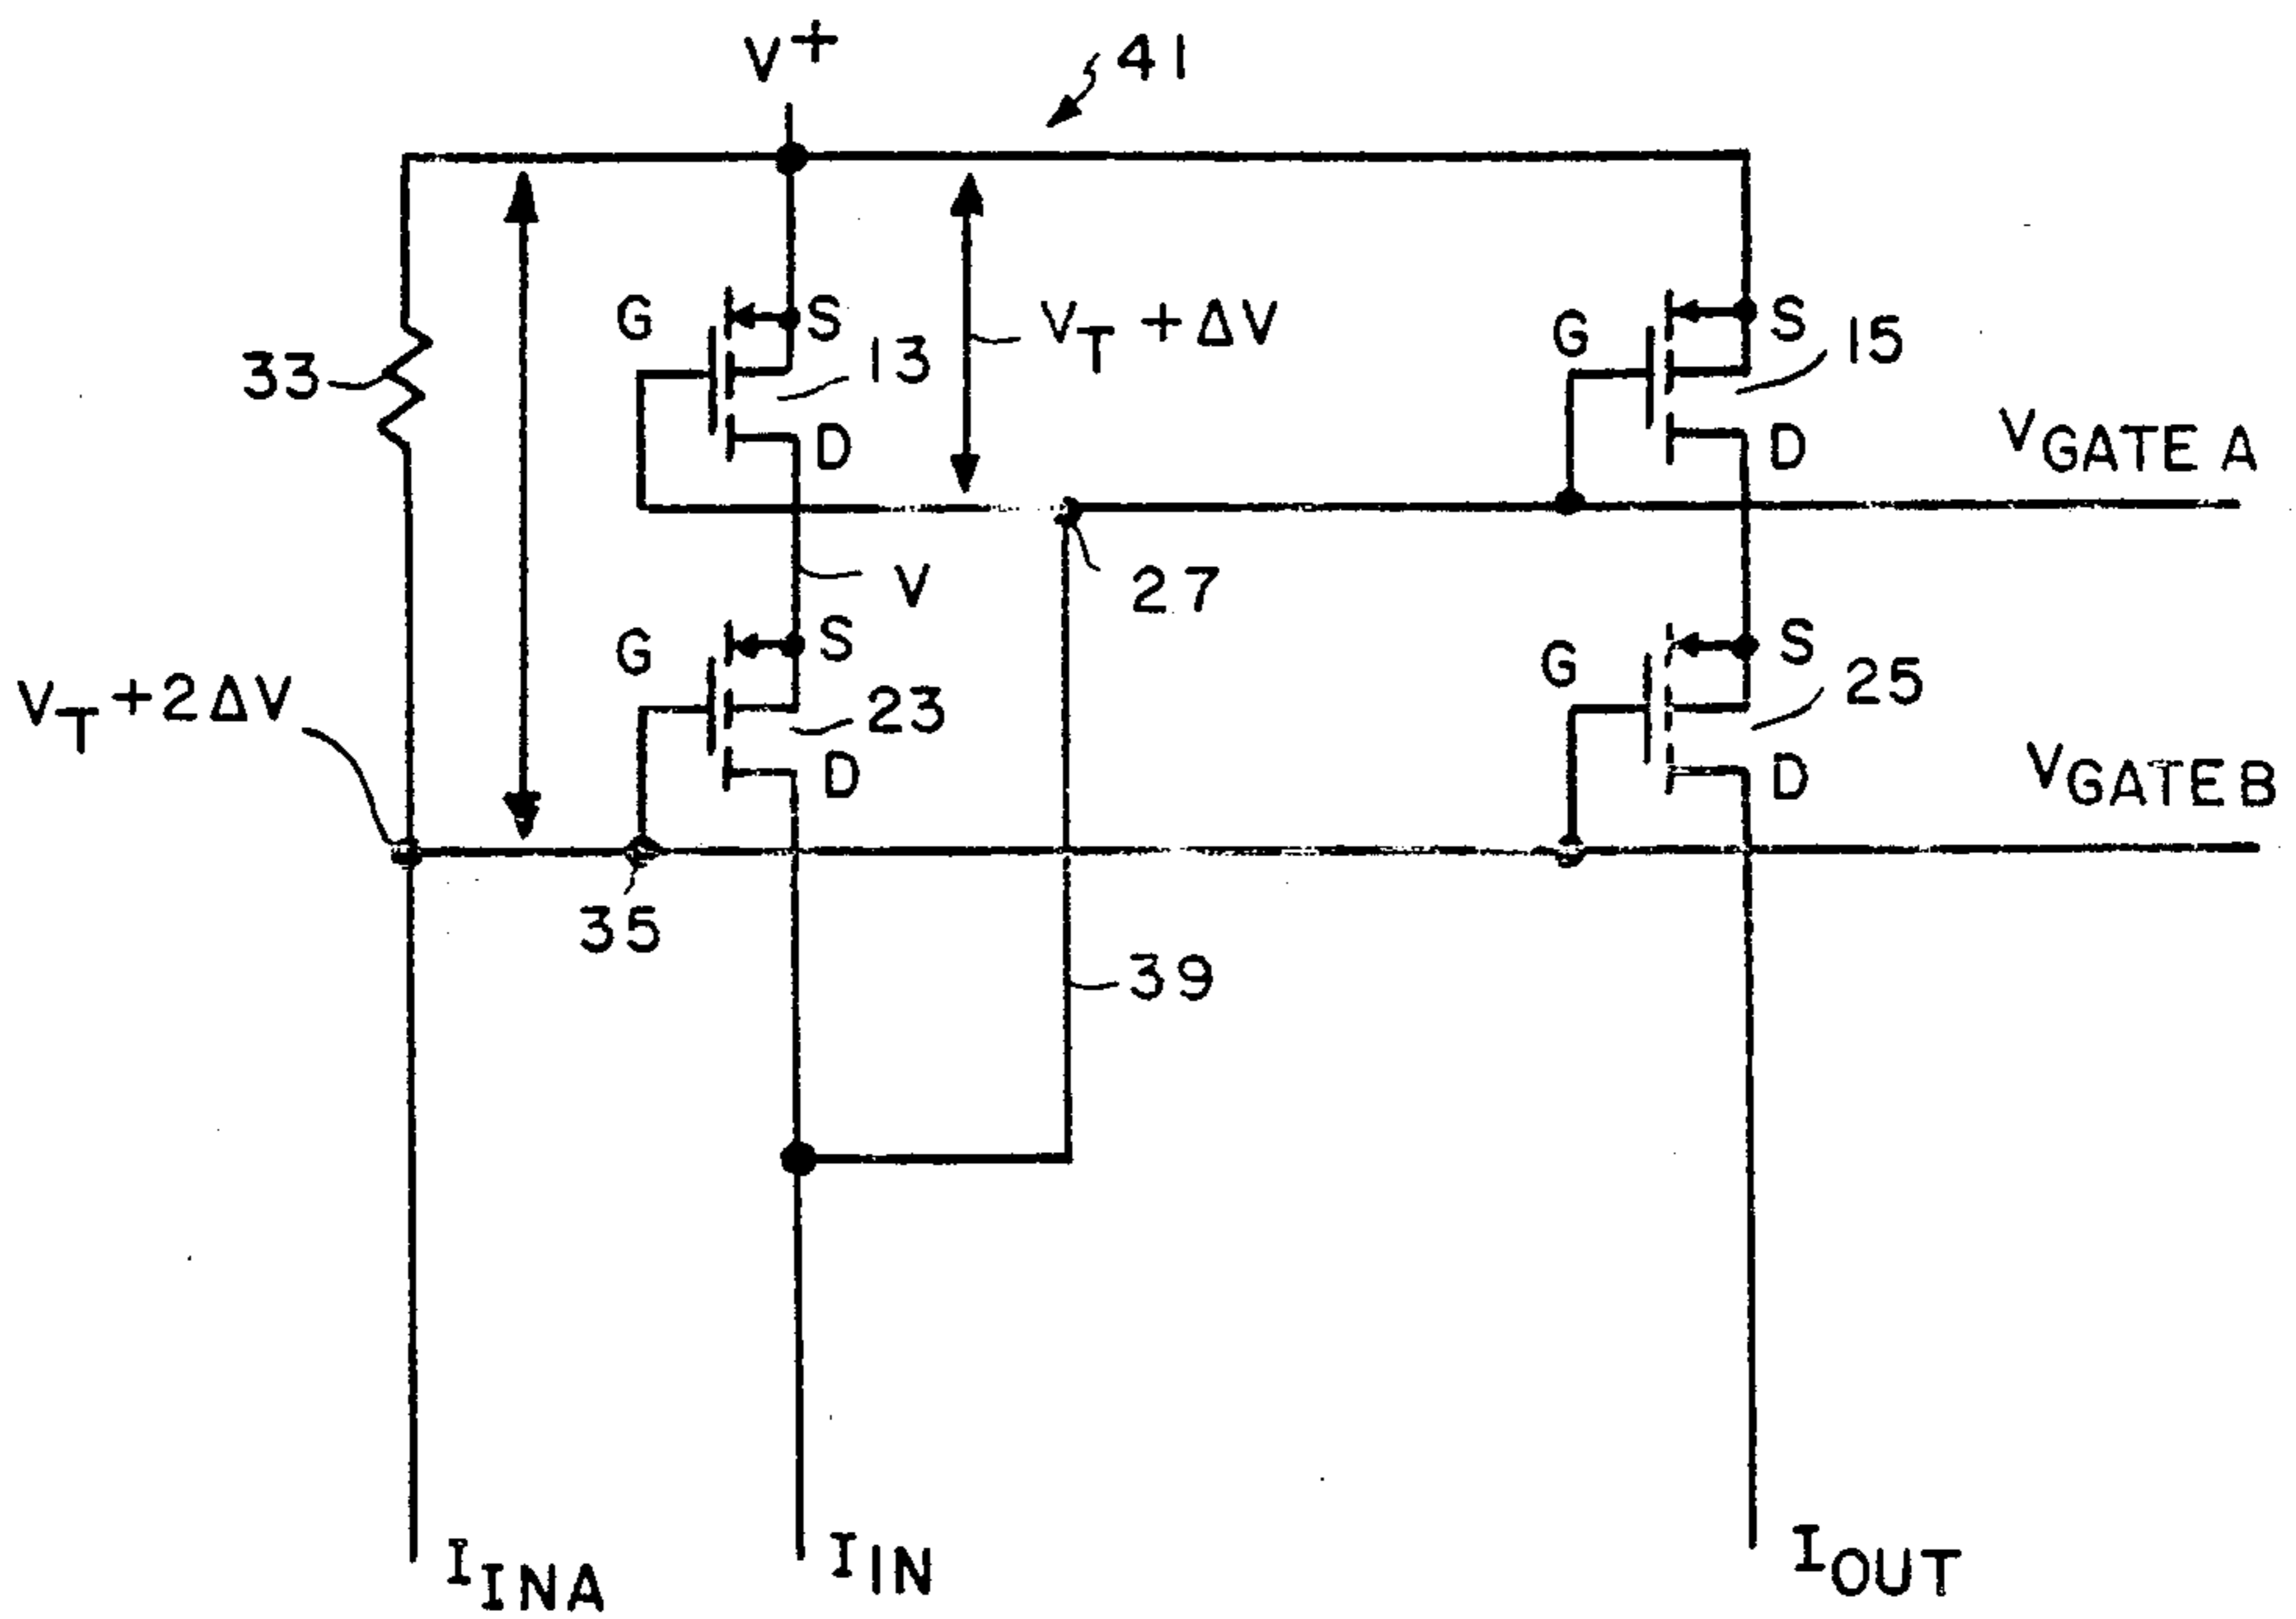 V+
41
G
S
13
D
VT + ΔV
G
S
15
D
33
VGATE A
V
27
G
S
23
D
G
S
25
D
VT + 2ΔV
VGATE B
35
39
IINA
IIN
IOUT